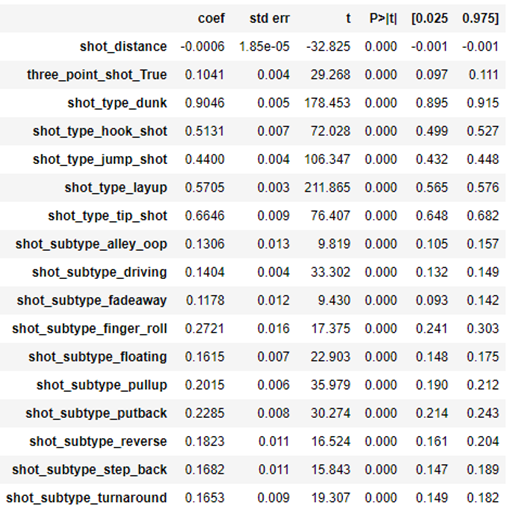 coef std err t P>|t| [0.025 0.975]
shot_distance -0.0006 1.85e-05 -32.825 0.000 -0.001 -0.001
three_point_shot_True 0.1041 0.004 29.268 0.000 0.097 0.111
shot_type_dunk 0.9046 0.005 178.453 0.000 0.895 0.915
shot_type_hook_shot 0.5131 0.007 72.028 0.000 0.499 0.527
shot_type_jump_shot 0.4400 0.004 106.347 0.000 0.432 0.448
shot_type_layup 0.5705 0.003 211.865 0.000 0.565 0.576
shot_type_tip_shot 0.6646 0.009 76.407 0.000 0.648 0.682
shot_subtype_alley_oop 0.1306 0.013 9.819 0.000 0.105 0.157
shot_subtype_driving 0.1404 0.004 33.302 0.000 0.132 0.149
shot_subtype_fadeaway 0.1178 0.012 9.430 0.000 0.093 0.142
shot_subtype_finger_roll 0.2721 0.016 17.375 0.000 0.241 0.303
shot_subtype_floating 0.1615 0.007 22.903 0.000 0.148 0.175
shot_subtype_pullup 0.2015 0.006 35.979 0.000 0.190 0.212
shot_subtype_putback 0.2285 0.008 30.274 0.000 0.214 0.243
shot_subtype_reverse 0.1823 0.011 16.524 0.000 0.161 0.204
shot_subtype_step_back 0.1682 0.011 15.843 0.000 0.147 0.189
shot_subtype_turnaround 0.1653 0.009 19.307 0.000 0.149 0.182